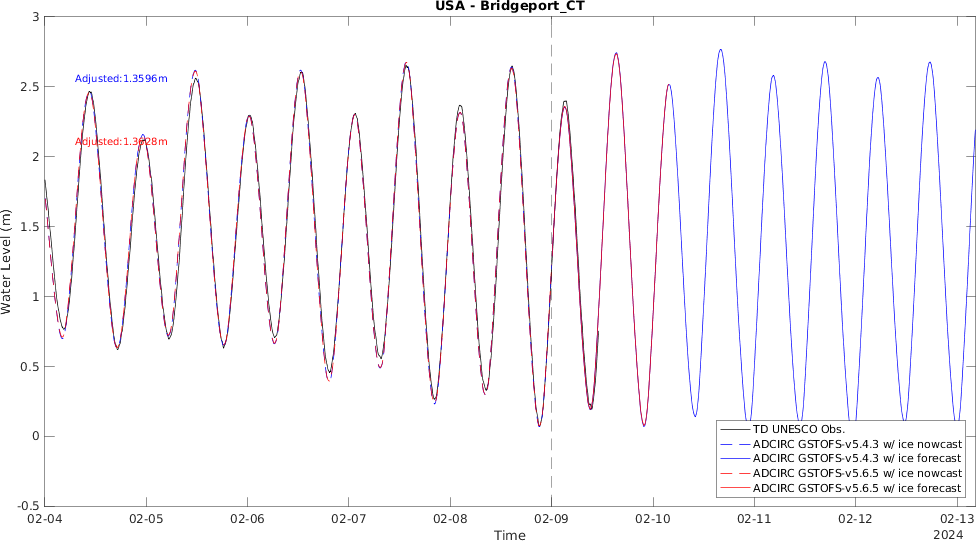 USA - Bridgeport_CT
3
2.5
2
1.5
1
0.5
0
-0.5
Water Level (m)
Adjusted:1.3596m
02-04
02-05
02-06
02-07
02-08
02-09
02-10
02-11
02-12
02-13
Time
2024
TD UNESCO Obs.
ADCIRC GSTOFS-v5.4.3 w/ ice nowcast
ADCIRC GSTOFS-v5.4.3 w/ ice forecast
ADCIRC GSTOFS-v5.6.5 w/ ice nowcast
ADCIRC GSTOFS-v5.6.5 w/ ice forecast